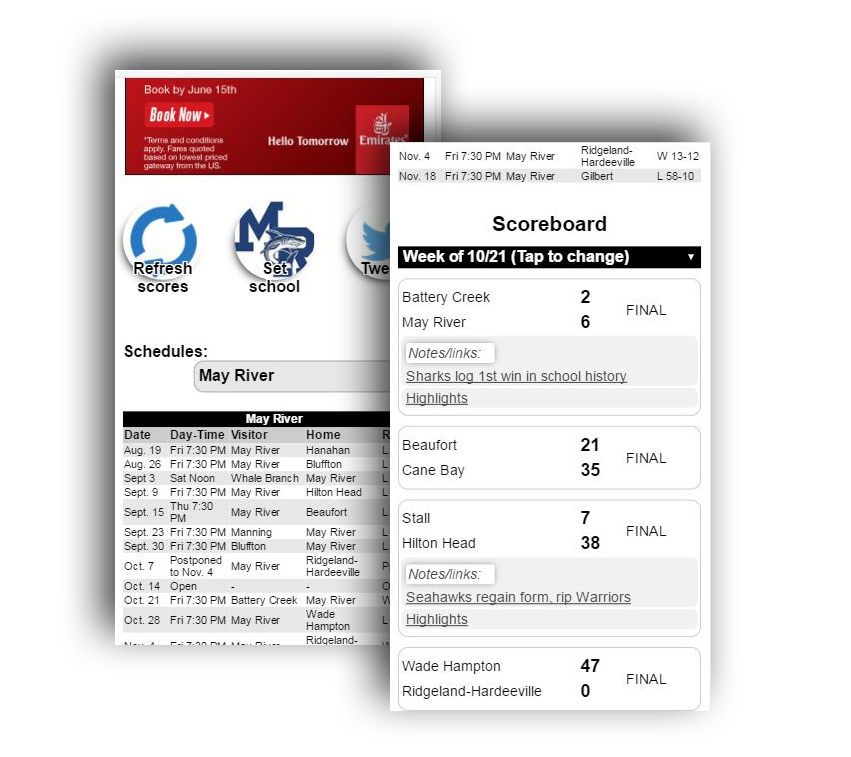 Book by June 15th
Book Now
*Terms and conditions
apply. Fares quoted
based on lowest priced
gateway from the US.
Hello Tomorrow
Emirates
Refresh
scores
MR
Set
school
Twe
Schedules:
May River
May River
Date Day-Time Visitor Home R
Aug. 19 Fri 7:30 PM May River Hanahan L
Aug. 26 Fri 7:30 PM May River Bluffton L
Sept 3 Sat Noon Whale Branch May River L
Sept. 9 Fri 7:30 PM May River Hilton Head L
Sept. 15 Thu 7:30 PM May River Beaufort L
Sept. 23 Fri 7:30 PM Manning May River L
Sept. 30 Fri 7:30 PM Bluffton May River L
Oct. 7 Postponed to Nov. 4 May River Ridgeland-Hardeeville P
Oct. 14 Open - - O
Oct. 21 Fri 7:30 PM Battery Creek May River W
Oct. 28 Fri 7:30 PM May River Wade Hampton L
Nov. 4 Fri 7:30 PM May River Ridgeland- W
Nov. 4 Fri 7:30 PM May River Ridgeland-Hardeeville W 13-12
Nov. 18 Fri 7:30 PM May River Gilbert L 58-10
Scoreboard
Week of 10/21 (Tap to change)
Battery Creek 2
FINAL
May River 6
Notes/links:
Sharks log 1st win in school history
Highlights
Beaufort 21
FINAL
Cane Bay 35
Stall 7
FINAL
Hilton Head 38
Notes/links:
Seahawks regain form, rip Warriors
Highlights
Wade Hampton 47
FINAL
Ridgeland-Hardeeville 0